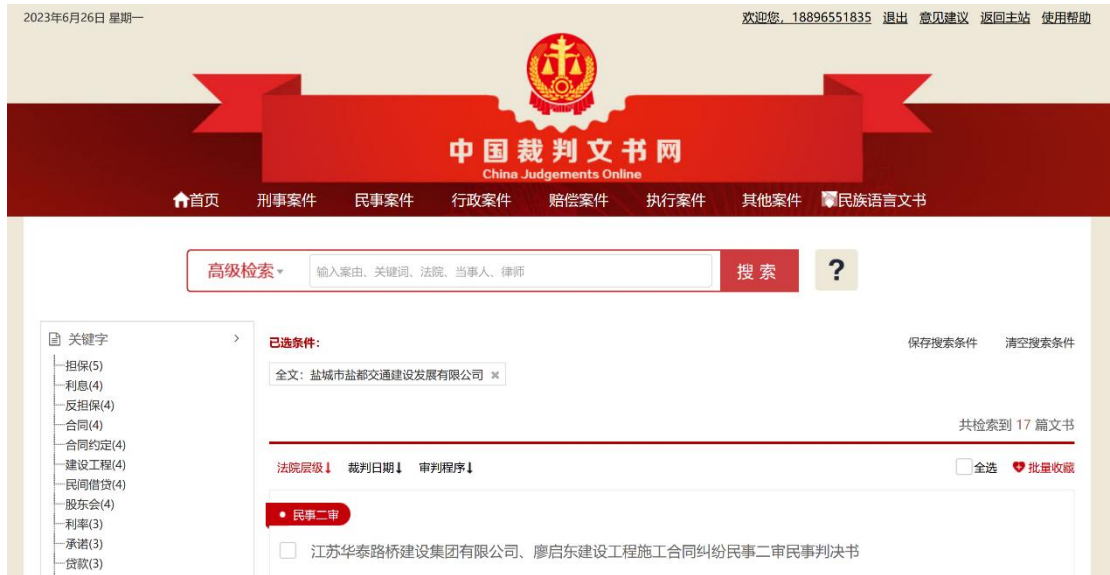 2023年6月26日 星期一
欢迎您，18896551835 退出 意见建议 返回主站 使用帮助
中国裁判文书网
China Judgements Online
首页 刑事案件 民事案件 行政案件 赔偿案件 执行案件 其他案件 民族语言文书
高级检索 输入案由、关键词、法院、当事人、律师 搜索 ?
关键字
担保(5)
利息(4)
反担保(4)
合同(4)
合同约定(4)
建设工程(4)
民间借贷(4)
股东会(4)
利率(3)
承诺(3)
贷款(3)
已选条件：
保存搜索条件 清空搜索条件
全文：盐城市盐都交通建设发展有限公司
共检索到 17 篇文书
法院层级 裁判日期 审判程序
全选 批量收藏
民事二审
江苏华泰路桥建设集团有限公司、廖启东建设工程施工合同纠纷民事二审民事判决书